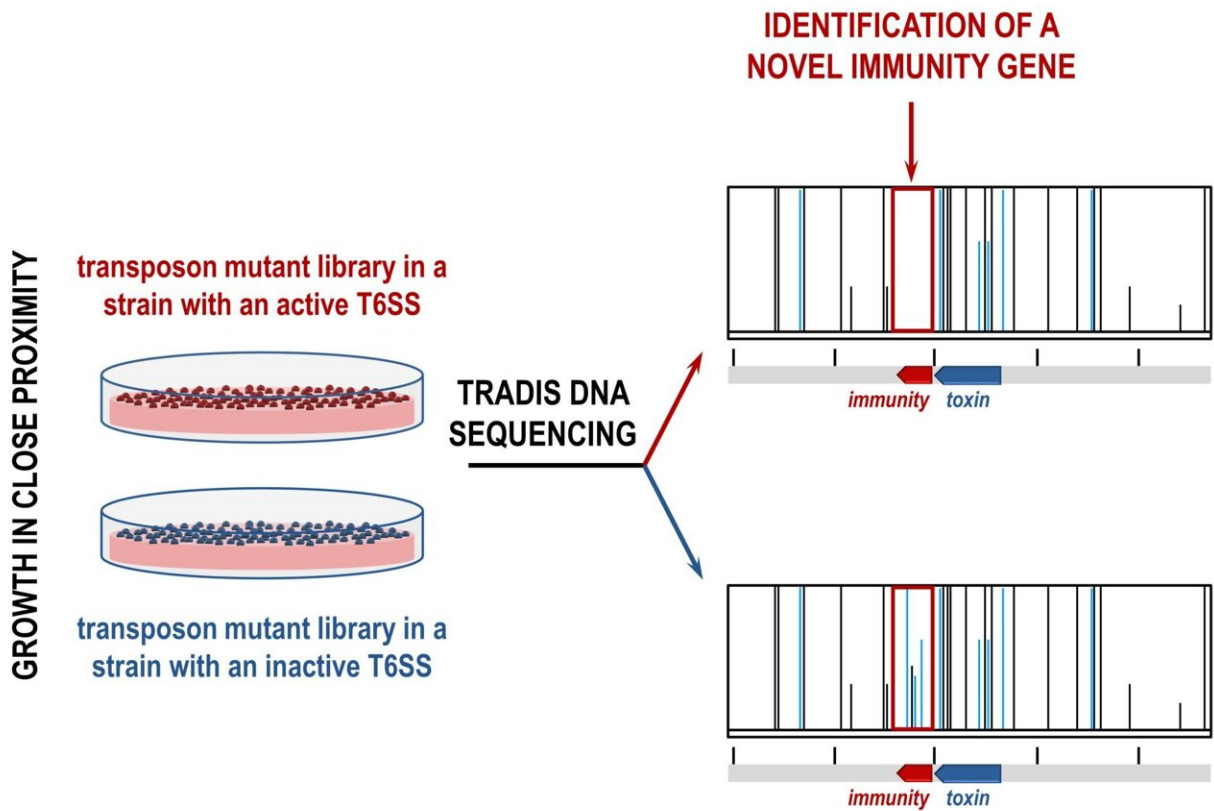 IDENTIFICATION OF A
NOVEL IMMUNITY GENE
GROWTH IN CLOSE PROXIMITY
transposon mutant library in a
strain with an active T6SS
TRADIS DNA
SEQUENCING
immunity toxin
transposon mutant library in a
strain with an inactive T6SS
immunity toxin